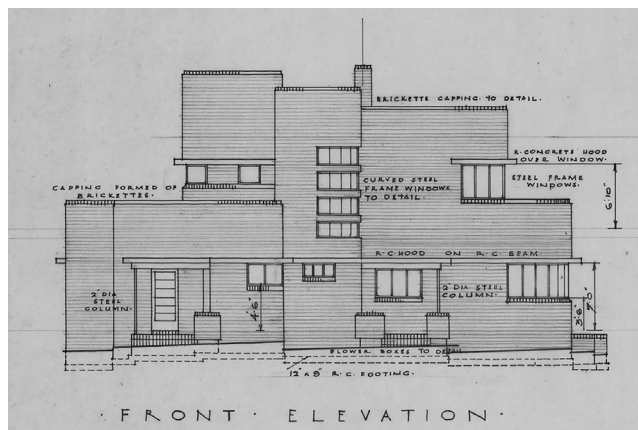 BRICKETTE CAPPING TO DETAIL.
R. CONCRETE HOOD
OVER WINDOW.
CAPPING FORMED OF
BRICKETTES.
CURVED STEEL
FRAME WINDOWS
TO DETAIL.
STEEL FRAME
WINDOWS.
6'10"
R.C HOOD ON R.C. BEAM
2" DIA
STEEL
COLUMN.
4'-6"
2" DIA STEEL
COLUMN.
3'6"
7'0"
FLOWER BOXES TO DETAIL
12" x 9" R.C. FOOTING.
· FRONT · ELEVATION ·